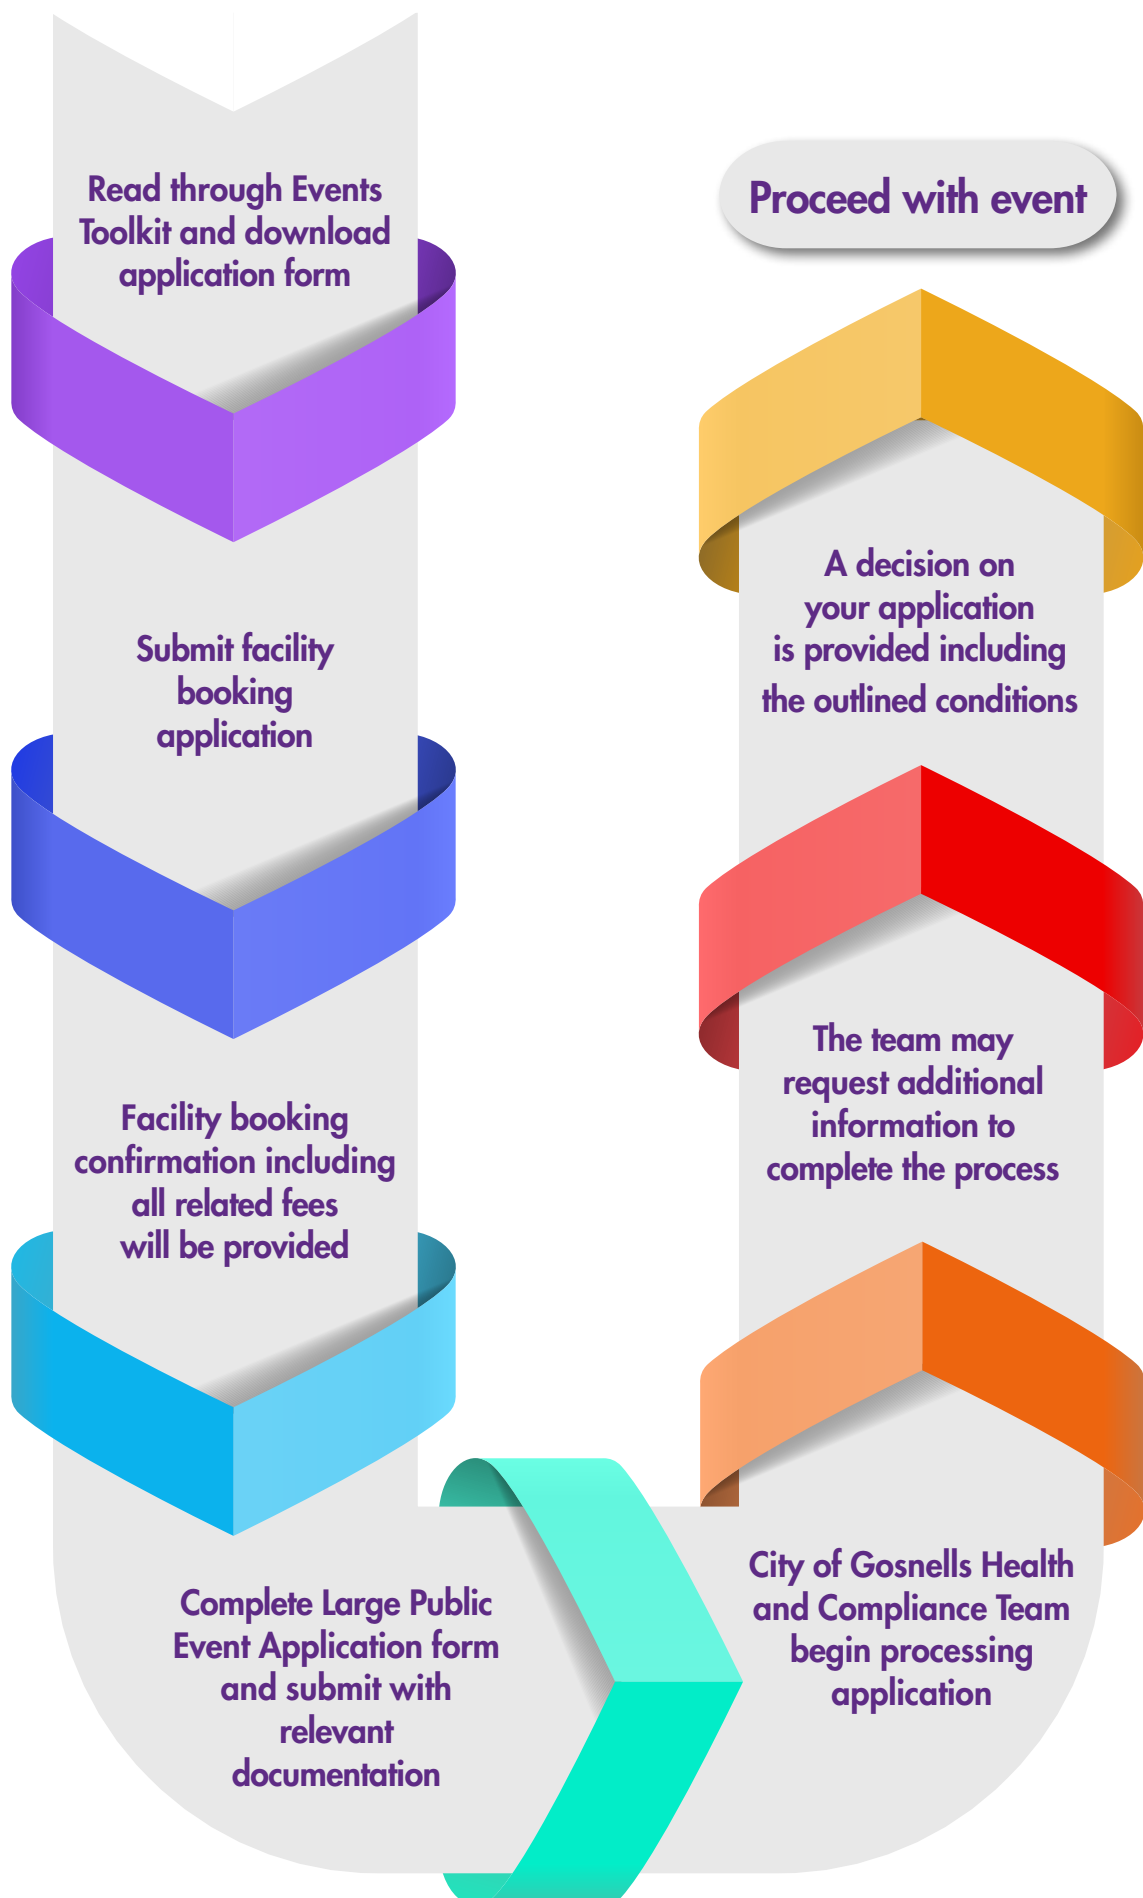 Read through Events
Toolkit and download
application form
Submit facility
booking
application
Facility booking
confirmation including
all related fees
will be provided
Complete Large Public
Event Application form
and submit with
relevant
documentation
City of Gosnells Health
and Compliance Team
begin processing
application
The team may
request additional
information to
complete the process
A decision on
your application
is provided including
the outlined conditions
Proceed with event